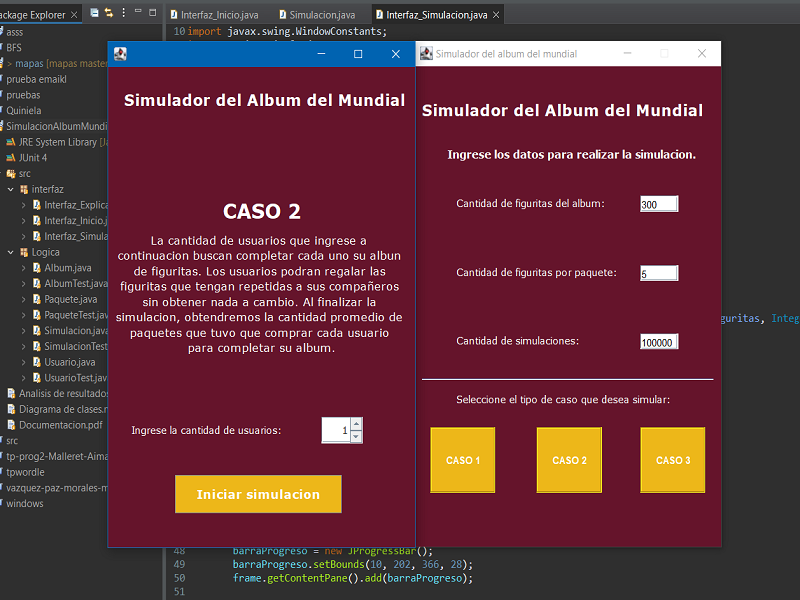 ackage Explorer
Interfaz_Inicio.java
Simulacion.java
Interfaz_Simulacion.java
asss
BFS
> mapas [mapas master
prueba emaikl
pruebas
Quiniela
SimulacionAlbumMundi
JRE System Library [Ja
JUnit 4
src
interfaz
Interfaz_Explica
Interfaz_Inicio.j
Interfaz_Simula
Logica
Album.java
AlbumTest.java
Paquete.java
PaqueteTest.jav
Simulacion.java
SimulacionTest
Usuario.java
UsuarioTest.jav
Analisis de resultados
Diagrama de clases.r
Documentacion.pdf
src
tp-prog2-Malleret-Aima
tpwordle
vazquez-paz-morales-m
windows
10 import javax.swing.WindowConstants;
Simulador del Album del Mundial
CASO 2
La cantidad de usuarios que ingrese a
continuacion buscan completar cada uno su albun
de figuritas. Los usuarios podran regalar las
figuritas que tengan repetidas a sus compañeros
sin obtener nada a cambio. Al finalizar la
simulacion, obtendremos la cantidad promedio de
paquetes que tuvo que comprar cada usuario
para completar su album.
Ingrese la cantidad de usuarios:
1
Iniciar simulacion
Simulador del album del mundial
Simulador del Album del Mundial
Ingrese los datos para realizar la simulacion.
Cantidad de figuritas del album:
300
Cantidad de figuritas por paquete:
5
Cantidad de simulaciones:
100000
Seleccione el tipo de caso que desea simular:
CASO 1
CASO 2
CASO 3
guritas, Integ
48 barraProgreso = new JProgressBar();
49 barraProgreso.setBounds(10, 202, 366, 28);
50 frame.getContentPane().add(barraProgreso);
51